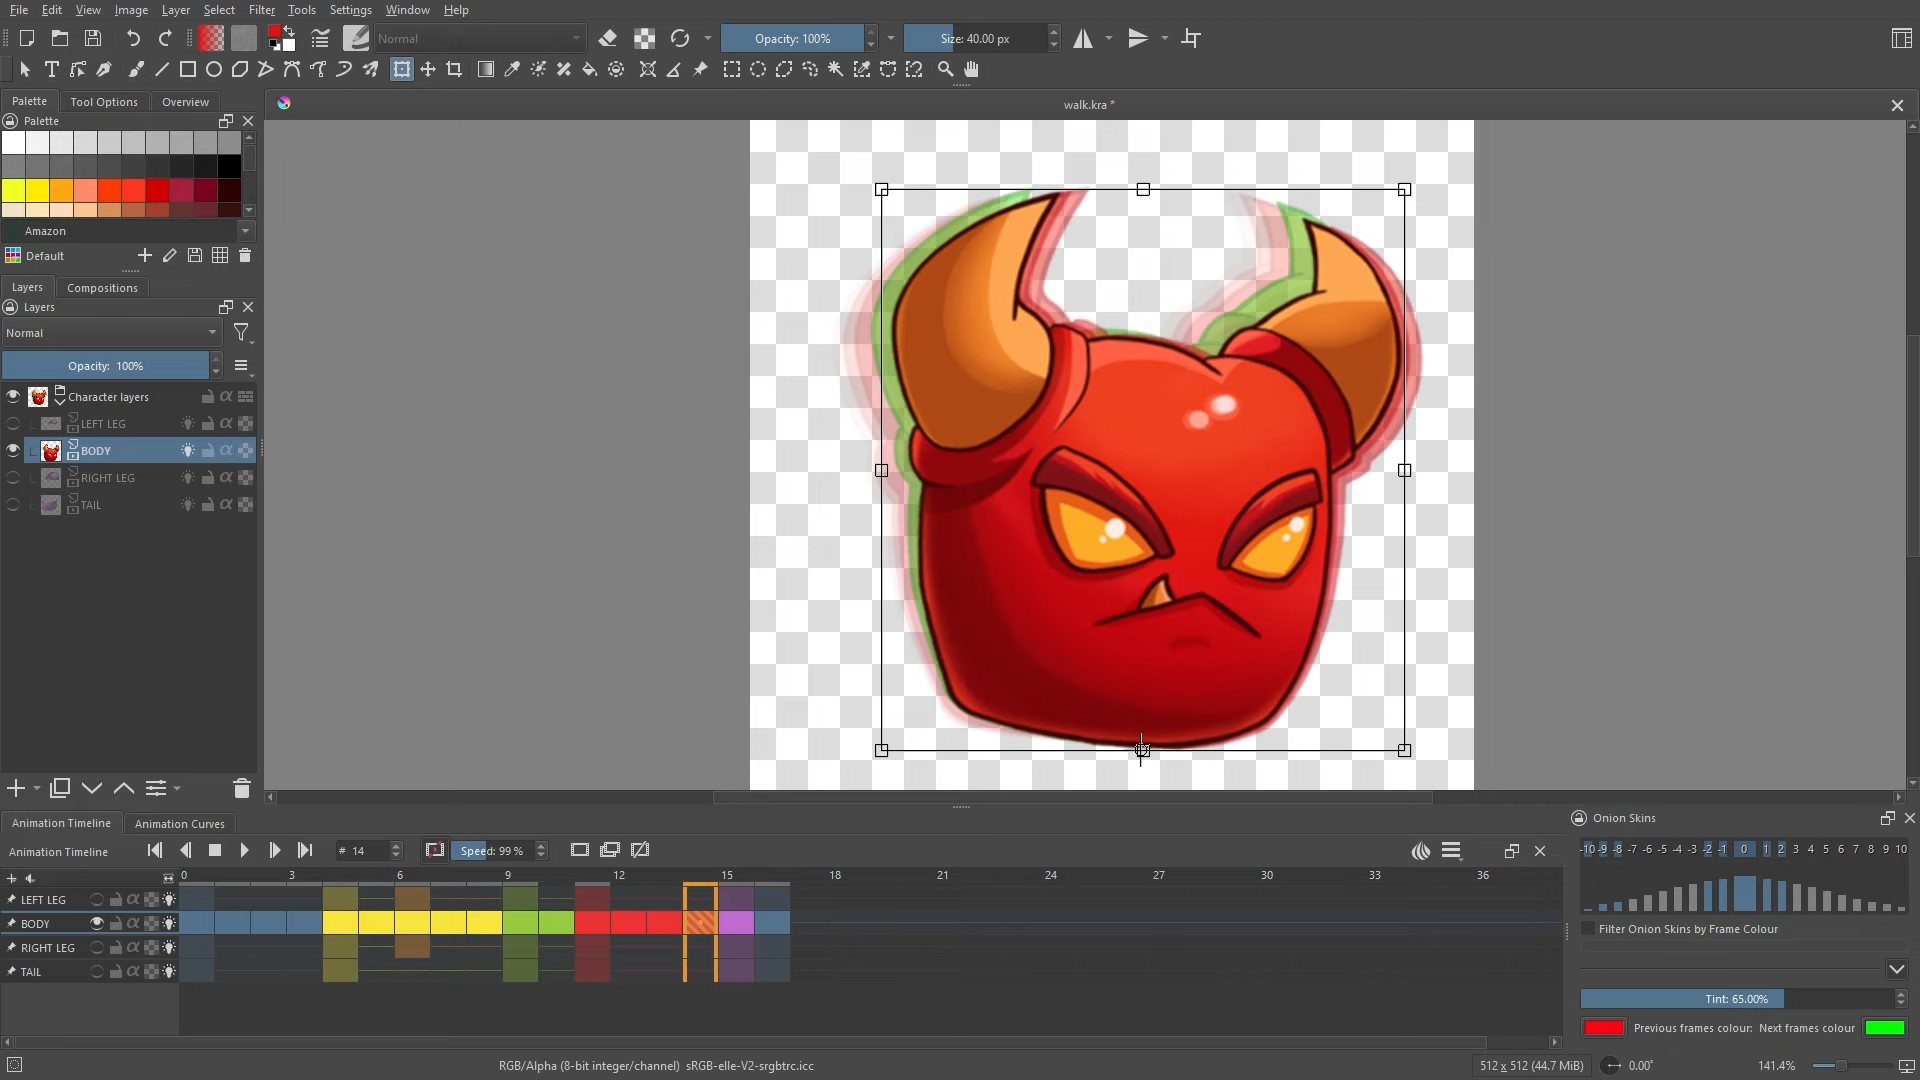 File Edit View Image Layer Select Filter Tools Settings Window Help
Normal Opacity: 100% Size: 40.00 px
Palette Tool Options Overview
walk.kra *
Palette
Amazon
Default
Layers Compositions
Layers
Normal
Opacity: 100%
Character layers
LEFT LEG
BODY
RIGHT LEG
TAIL
Animation Timeline Animation Curves
Animation Timeline # 14 Speed: 99 %
0 3 6 9 12 15 18 21 24 27 30 33 36
LEFT LEG
BODY
RIGHT LEG
TAIL
Onion Skins
-10 -9 -8 -7 -6 -5 -4 -3 -2 -1 0 1 2 3 4 5 6 7 8 9 10
Filter Onion Skins by Frame Colour
Tint: 65.00%
Previous frames colour: Next frames colour
RGB/Alpha (8-bit integer/channel) sRGB-elle-V2-srgbtrc.icc
512 x 512 (44.7 MiB) 0.00° 141.4%